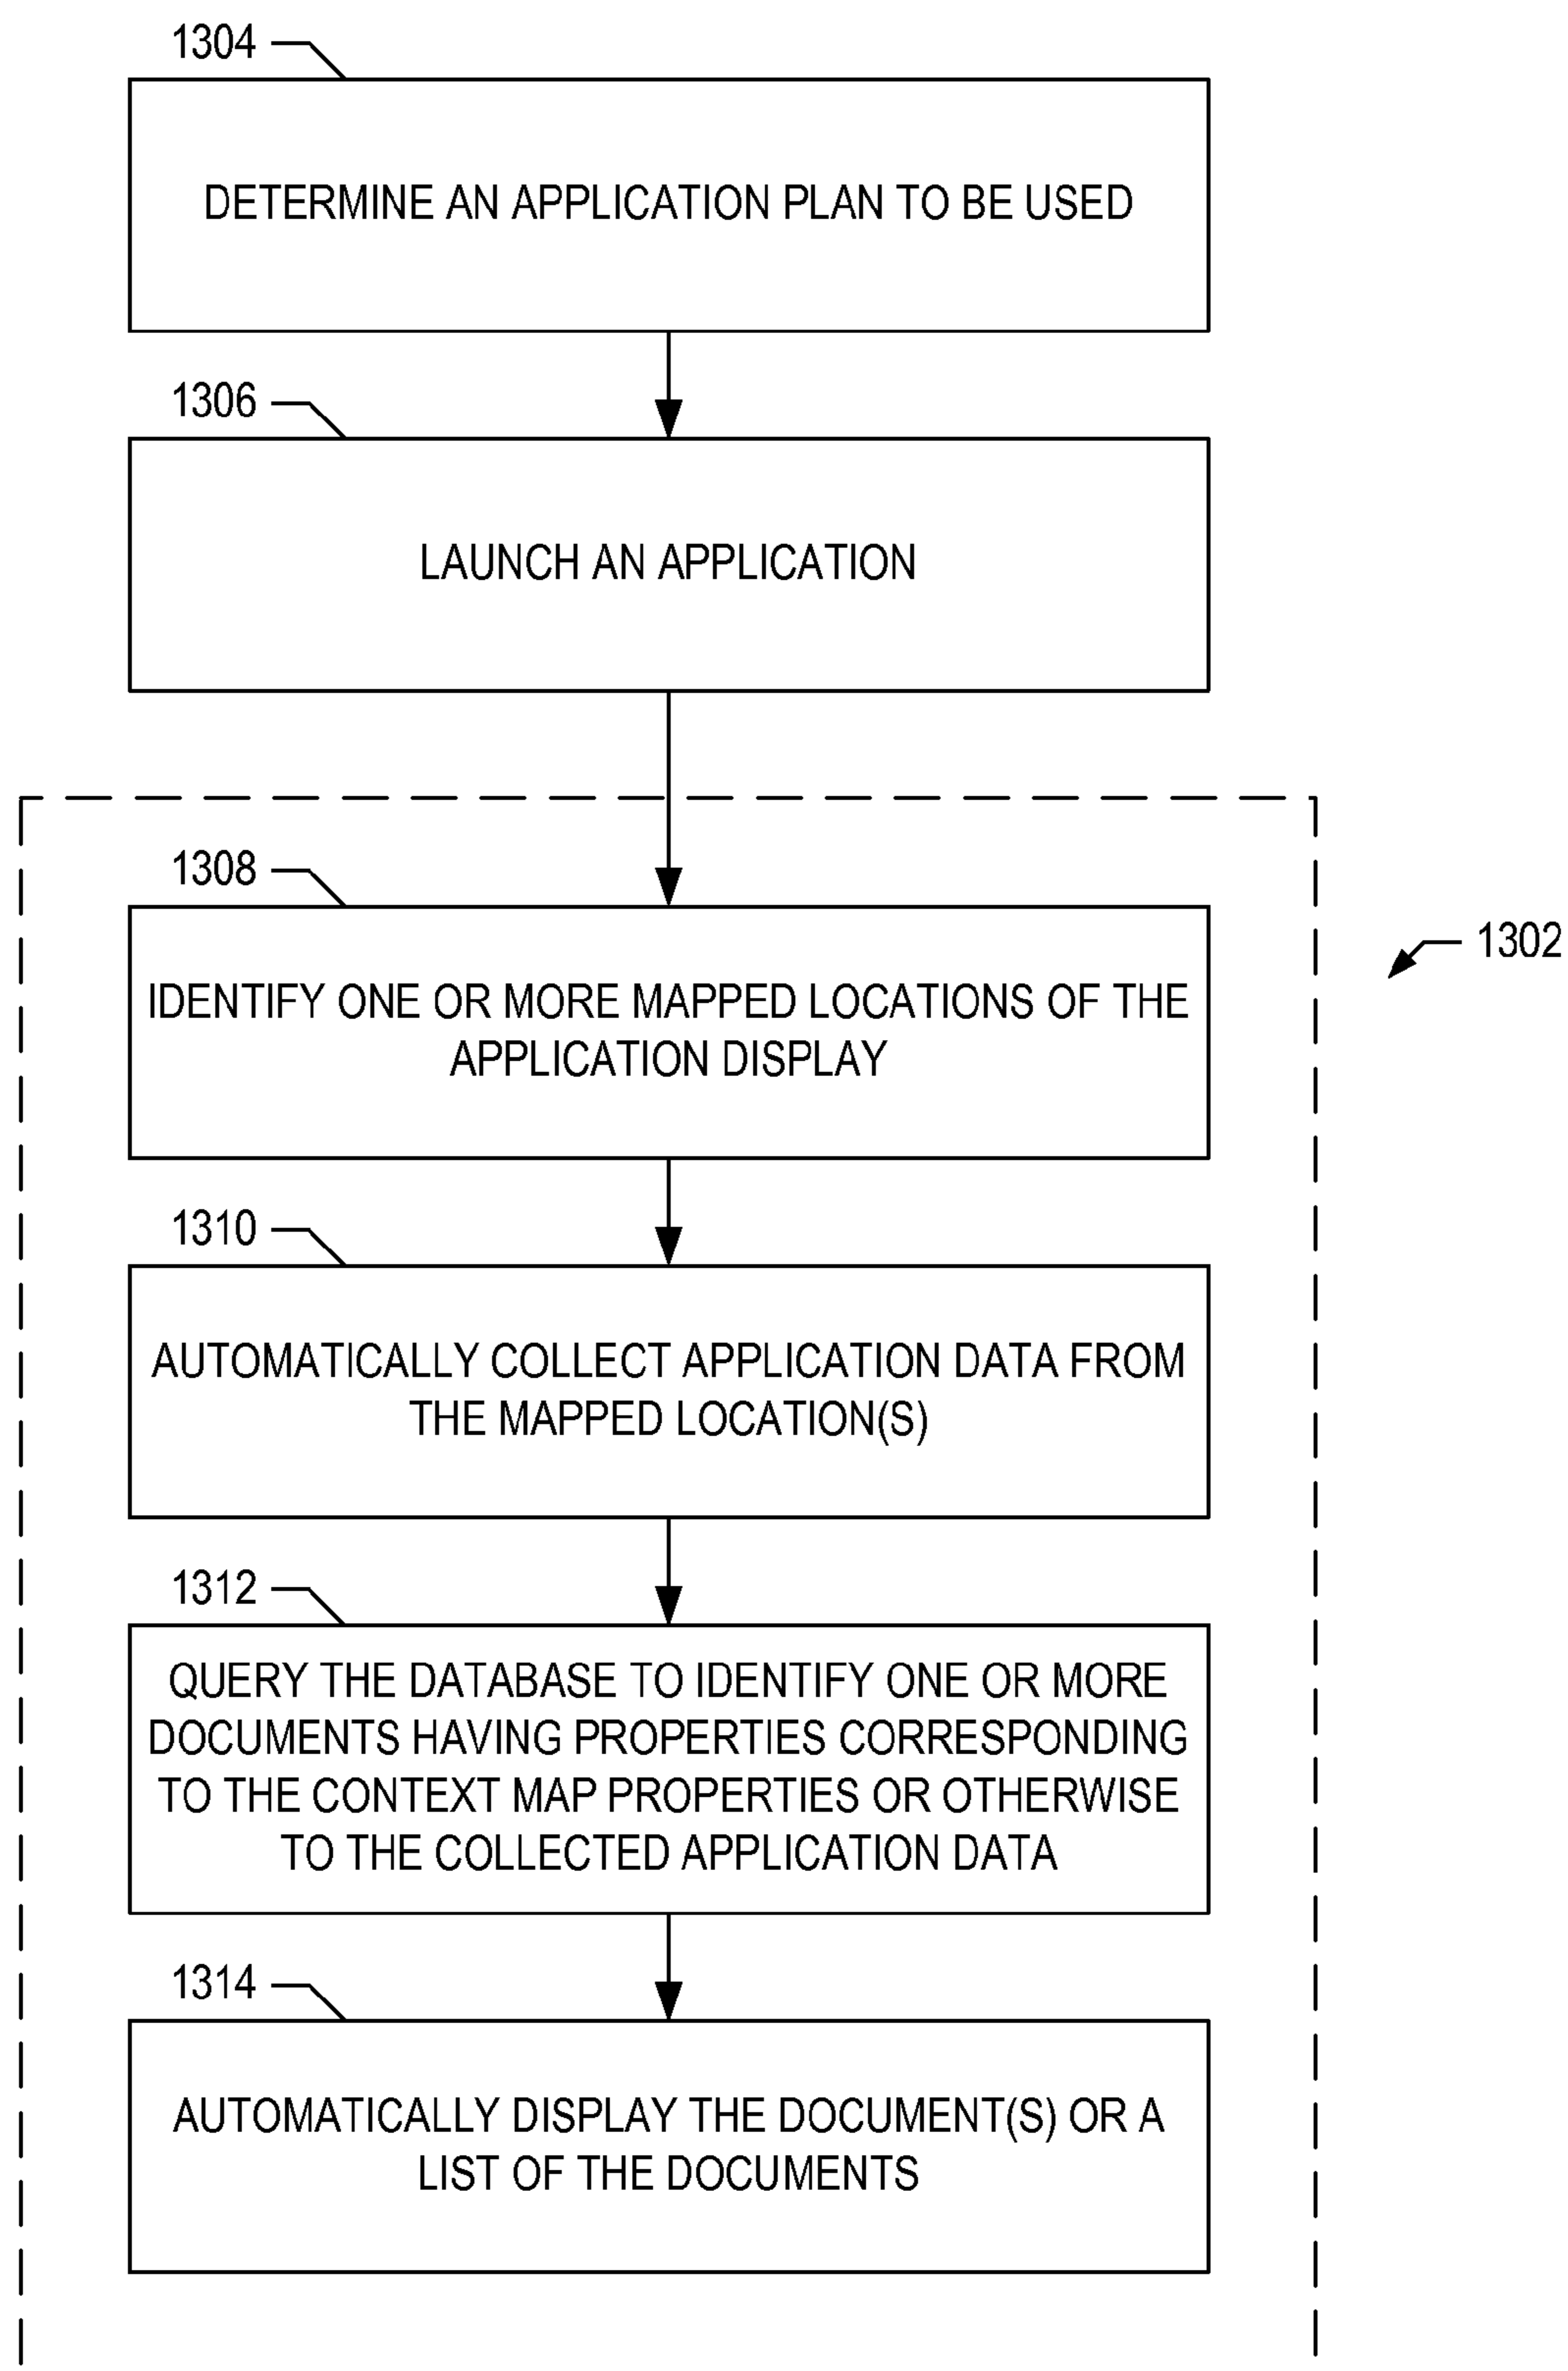 1304
DETERMINE AN APPLICATION PLAN TO BE USED
1306
LAUNCH AN APPLICATION
1308
IDENTIFY ONE OR MORE MAPPED LOCATIONS OF THE
APPLICATION DISPLAY
1302
1310
AUTOMATICALLY COLLECT APPLICATION DATA FROM
THE MAPPED LOCATION(S)
1312
QUERY THE DATABASE TO IDENTIFY ONE OR MORE
DOCUMENTS HAVING PROPERTIES CORRESPONDING
TO THE CONTEXT MAP PROPERTIES OR OTHERWISE
TO THE COLLECTED APPLICATION DATA
1314
AUTOMATICALLY DISPLAY THE DOCUMENT(S) OR A
LIST OF THE DOCUMENTS